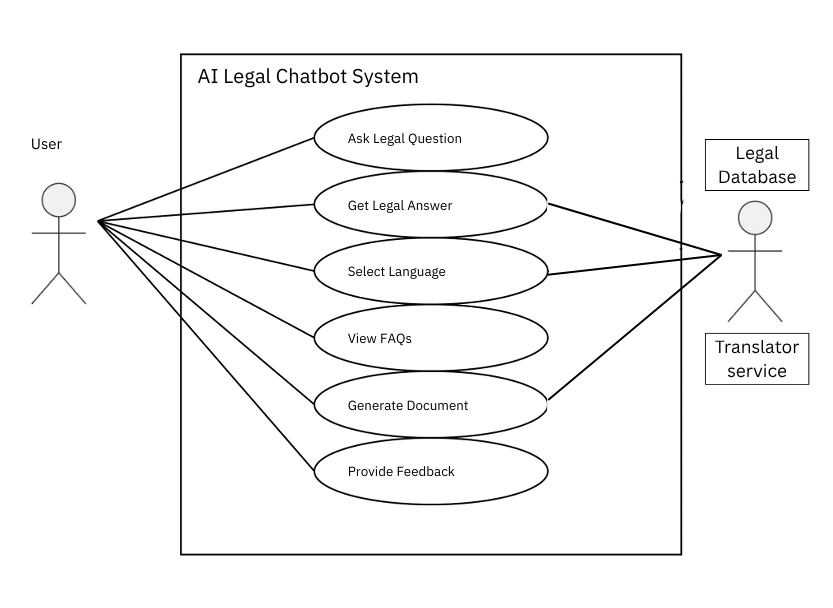 AI Legal Chatbot System
User
Ask Legal Question
Get Legal Answer
Select Language
View FAQs
Generate Document
Provide Feedback
Legal
Database
Translator
service